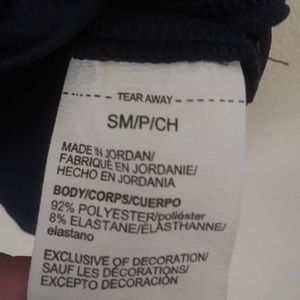 TEAR AWAY
SM/P/CH
MADE IN JORDAN/
FABRIQUÉ EN JORDANIE/
HECHO EN JORDANIA
BODY/CORPS/CUERPO
92% POLYESTER/poliéster
8% ELASTANE/ÉLASTHANNE/
elastano
EXCLUSIVE OF DECORATION/
SAUF LES DÉCORATIONS/
EXCEPTO DECORACIÓN